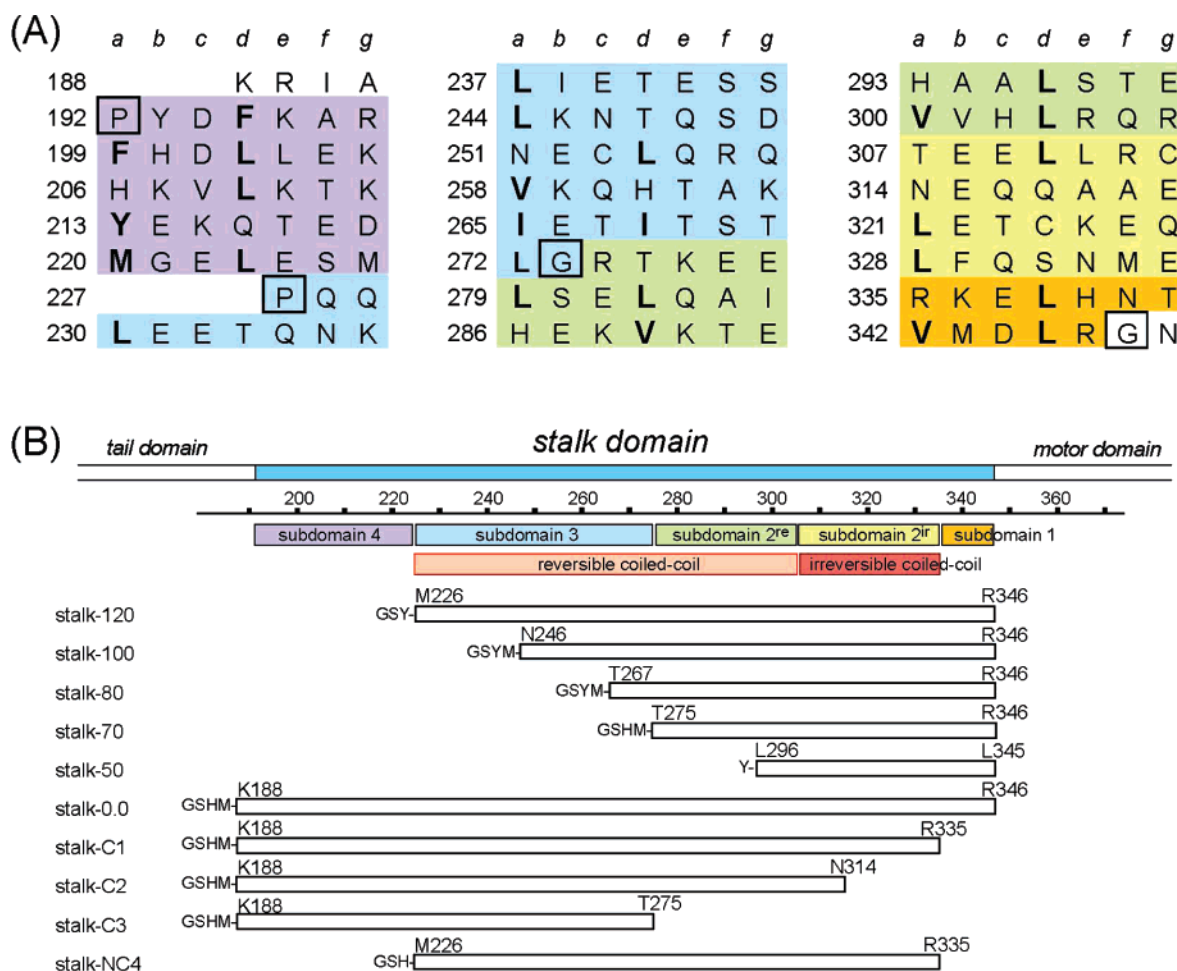 (A)
a b c d e f g
188 K R I A
192 P Y D F K A R
199 F H D L L E K
206 H K V L K T K
213 Y E K Q T E D
220 M G E L E S M
227 P Q Q
230 L E E T Q N K
a b c d e f g
237 L I E T E S S
244 L K N T Q S D
251 N E C L Q R Q
258 V K Q H T A K
265 I E T I T S T
272 L G R T K E E
279 L S E L Q A I
286 H E K V K T E
a b c d e f g
293 H A A L S T E
300 V V H L R Q R
307 T E E L L R C
314 N E Q Q A A E
321 L E T C K E Q
328 L F Q S N M E
335 R K E L H N T
342 V M D L R G N
(B)
tail domain stalk domain motor domain
200 220 240 260 280 300 320 340 360
subdomain 4 subdomain 3 subdomain 2re subdomain 2ir subdomain 1
reversible coiled-coil irreversible coiled-coil
M226 R346
stalk-120 GSY-
N246 R346
stalk-100 GSYM-
T267 R346
stalk-80 GSYM-
T275 R346
stalk-70 GSHM-
L296 L345
stalk-50 Y-
K188 R346
stalk-0.0 GSHM-
K188 R335
stalk-C1 GSHM-
K188 N314
stalk-C2 GSHM-
K188 T275
stalk-C3 GSHM-
M226 R335
stalk-NC4 GSH-